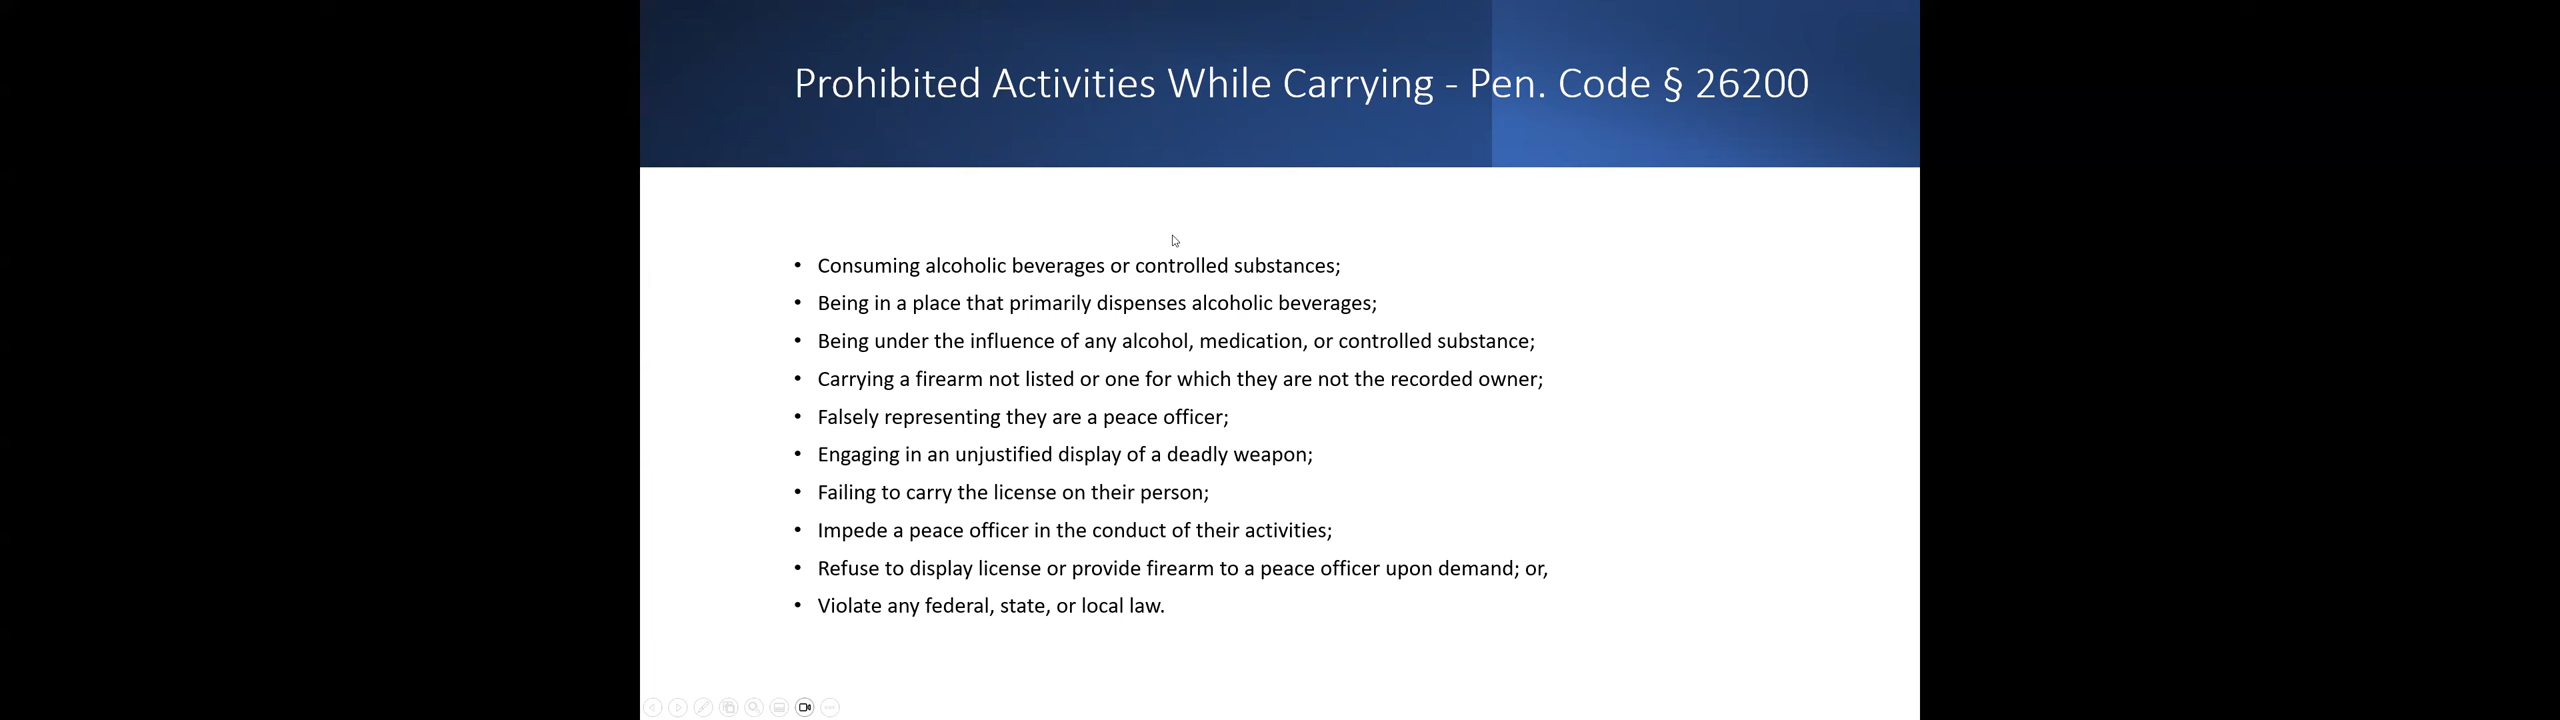 Prohibited Activities While Carrying - Pen. Code § 26200
• Consuming alcoholic beverages or controlled substances;
• Being in a place that primarily dispenses alcoholic beverages;
• Being under the influence of any alcohol, medication, or controlled substance;
• Carrying a firearm not listed or one for which they are not the recorded owner;
• Falsely representing they are a peace officer;
• Engaging in an unjustified display of a deadly weapon;
• Failing to carry the license on their person;
• Impede a peace officer in the conduct of their activities;
• Refuse to display license or provide firearm to a peace officer upon demand; or,
• Violate any federal, state, or local law.